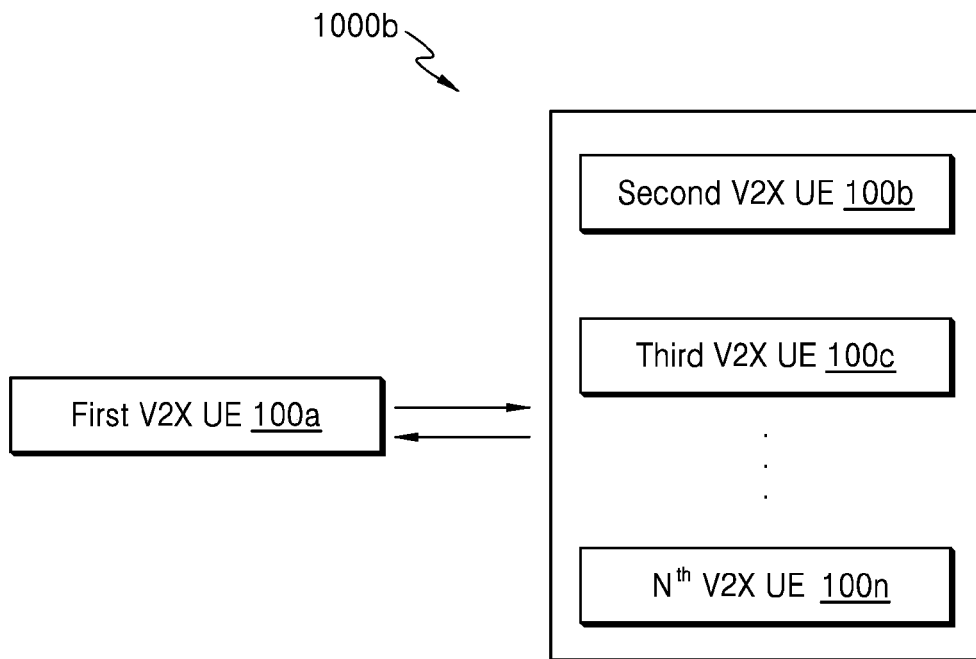 1000b
Second V2X UE 100b
Third V2X UE 100c
First V2X UE 100a
Nth V2X UE 100n